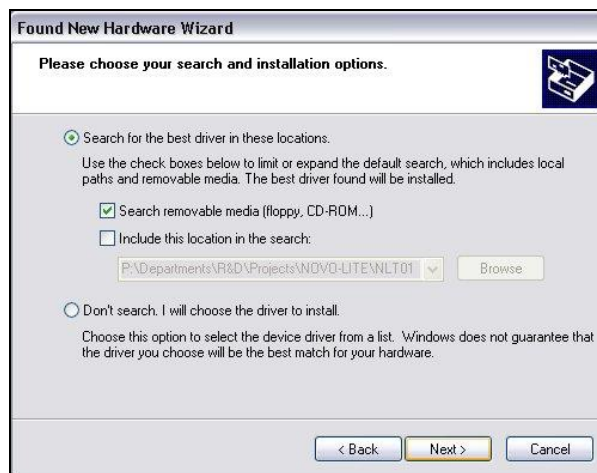 Found New Hardware Wizard
Please choose your search and installation options.
Search for the best driver in these locations.
Use the check boxes below to limit or expand the default search, which includes local
paths and removable media. The best driver found will be installed.
Search removable media (floppy, CD-ROM...)
Include this location in the search:
P:\Departments\R&D\Projects\NOVO-LITE\NLT01
Browse
Don't search. I will choose the driver to install.
Choose this option to select the device driver from a list. Windows does not guarantee that
the driver you choose will be the best match for your hardware.
< Back
Next >
Cancel